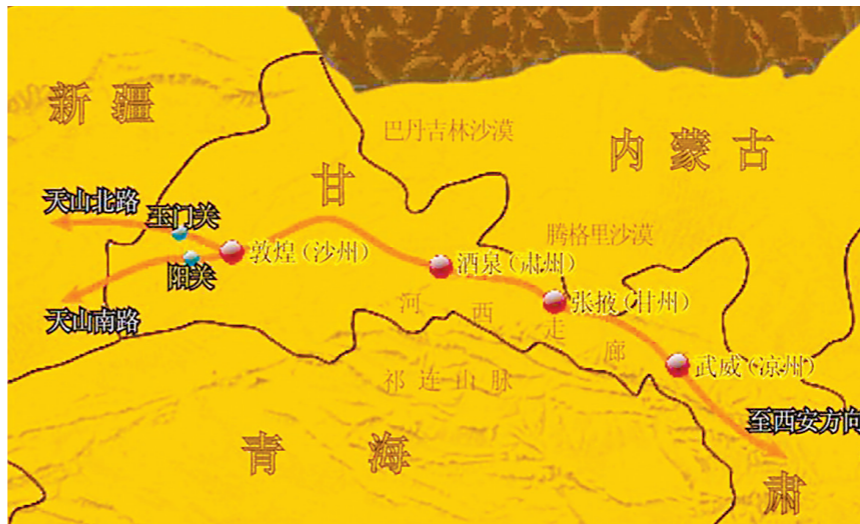 新疆
巴丹吉林沙漠
内蒙古
甘
天山北路
玉门关
敦煌（沙州）
腾格里沙漠
酒泉（肃州）
阳关
张掖（甘州）
天山南路
河西走廊
武威（凉州）
祁连山脉
至西安方向
青海
肃